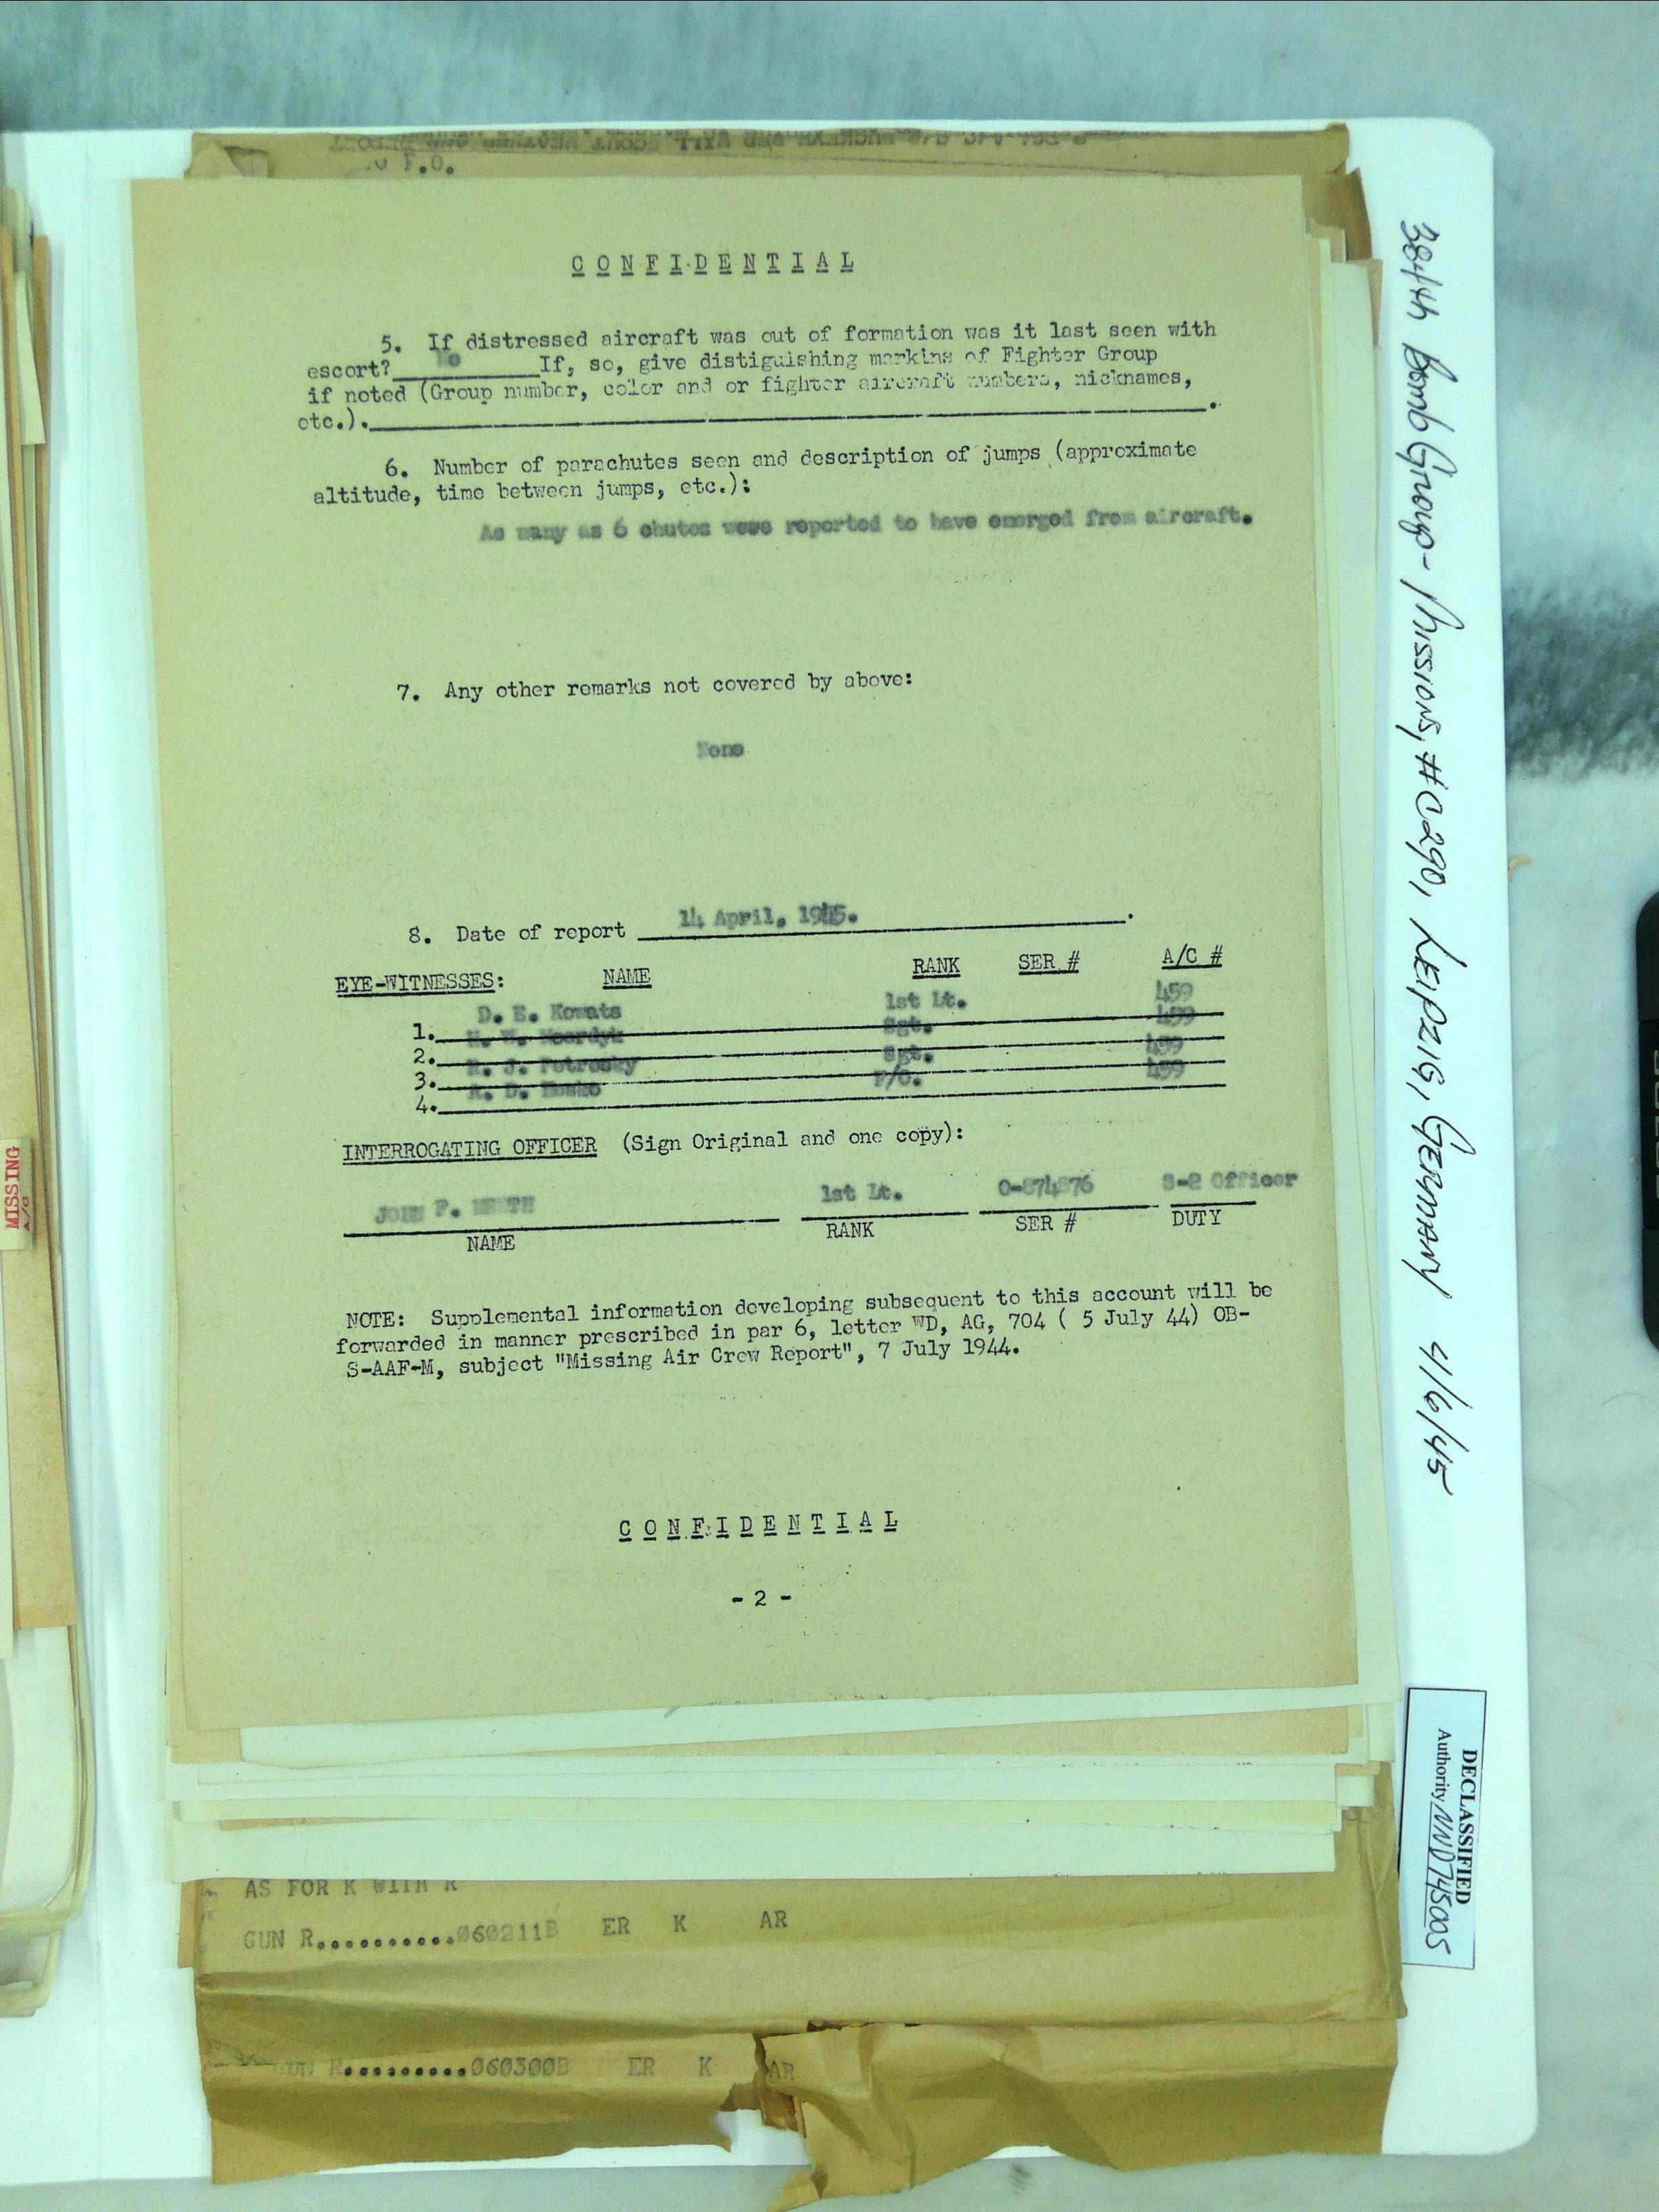 F.O.
C O N F I D E N T I A L
5. If distressed aircraft was out of formation was it last seen with
escort? No If, so, give distiguishing markins of Fighter Group
if noted (Group number, color and or fighter aircraft numbers, nicknames,
etc.).
6. Number of parachutes seen and description of jumps (approximate
altitude, time between jumps, etc.):
As many as 6 chutes were reported to have emerged from aircraft.
7. Any other remarks not covered by above:
None
8. Date of report 14 April, 1945.
EYE-WITNESSES: NAME RANK SER # A/C #
D. E. Kowats 1st Lt. 459
1. Sgt. 459
2. R. J. Petrosky Sgt. 459
3. A. D. F/O. 459
4.
INTERROGATING OFFICER (Sign Original and one copy):
JOHN F. 1st Lt. S-2 Officer
NAME RANK SER # DUTY
NOTE: Supplemental information developing subsequent to this account will be
forwarded in manner prescribed in par 6, letter WD, AG, 704 ( 5 July 44) OB-
S-AAF-M, subject "Missing Air Crew Report", 7 July 1944.
C O N F I D E N T I A L
- 2 -
AS FOR K WITH R
GUN R..........060211B ER K AR
GUN R.........060300B ER K AR
384th Bomb Group - Missions, #C290, LEIPZIG, GERMANY 4/6/45
DECLASSIFIED
Authority NND745005
MISSING
A/C